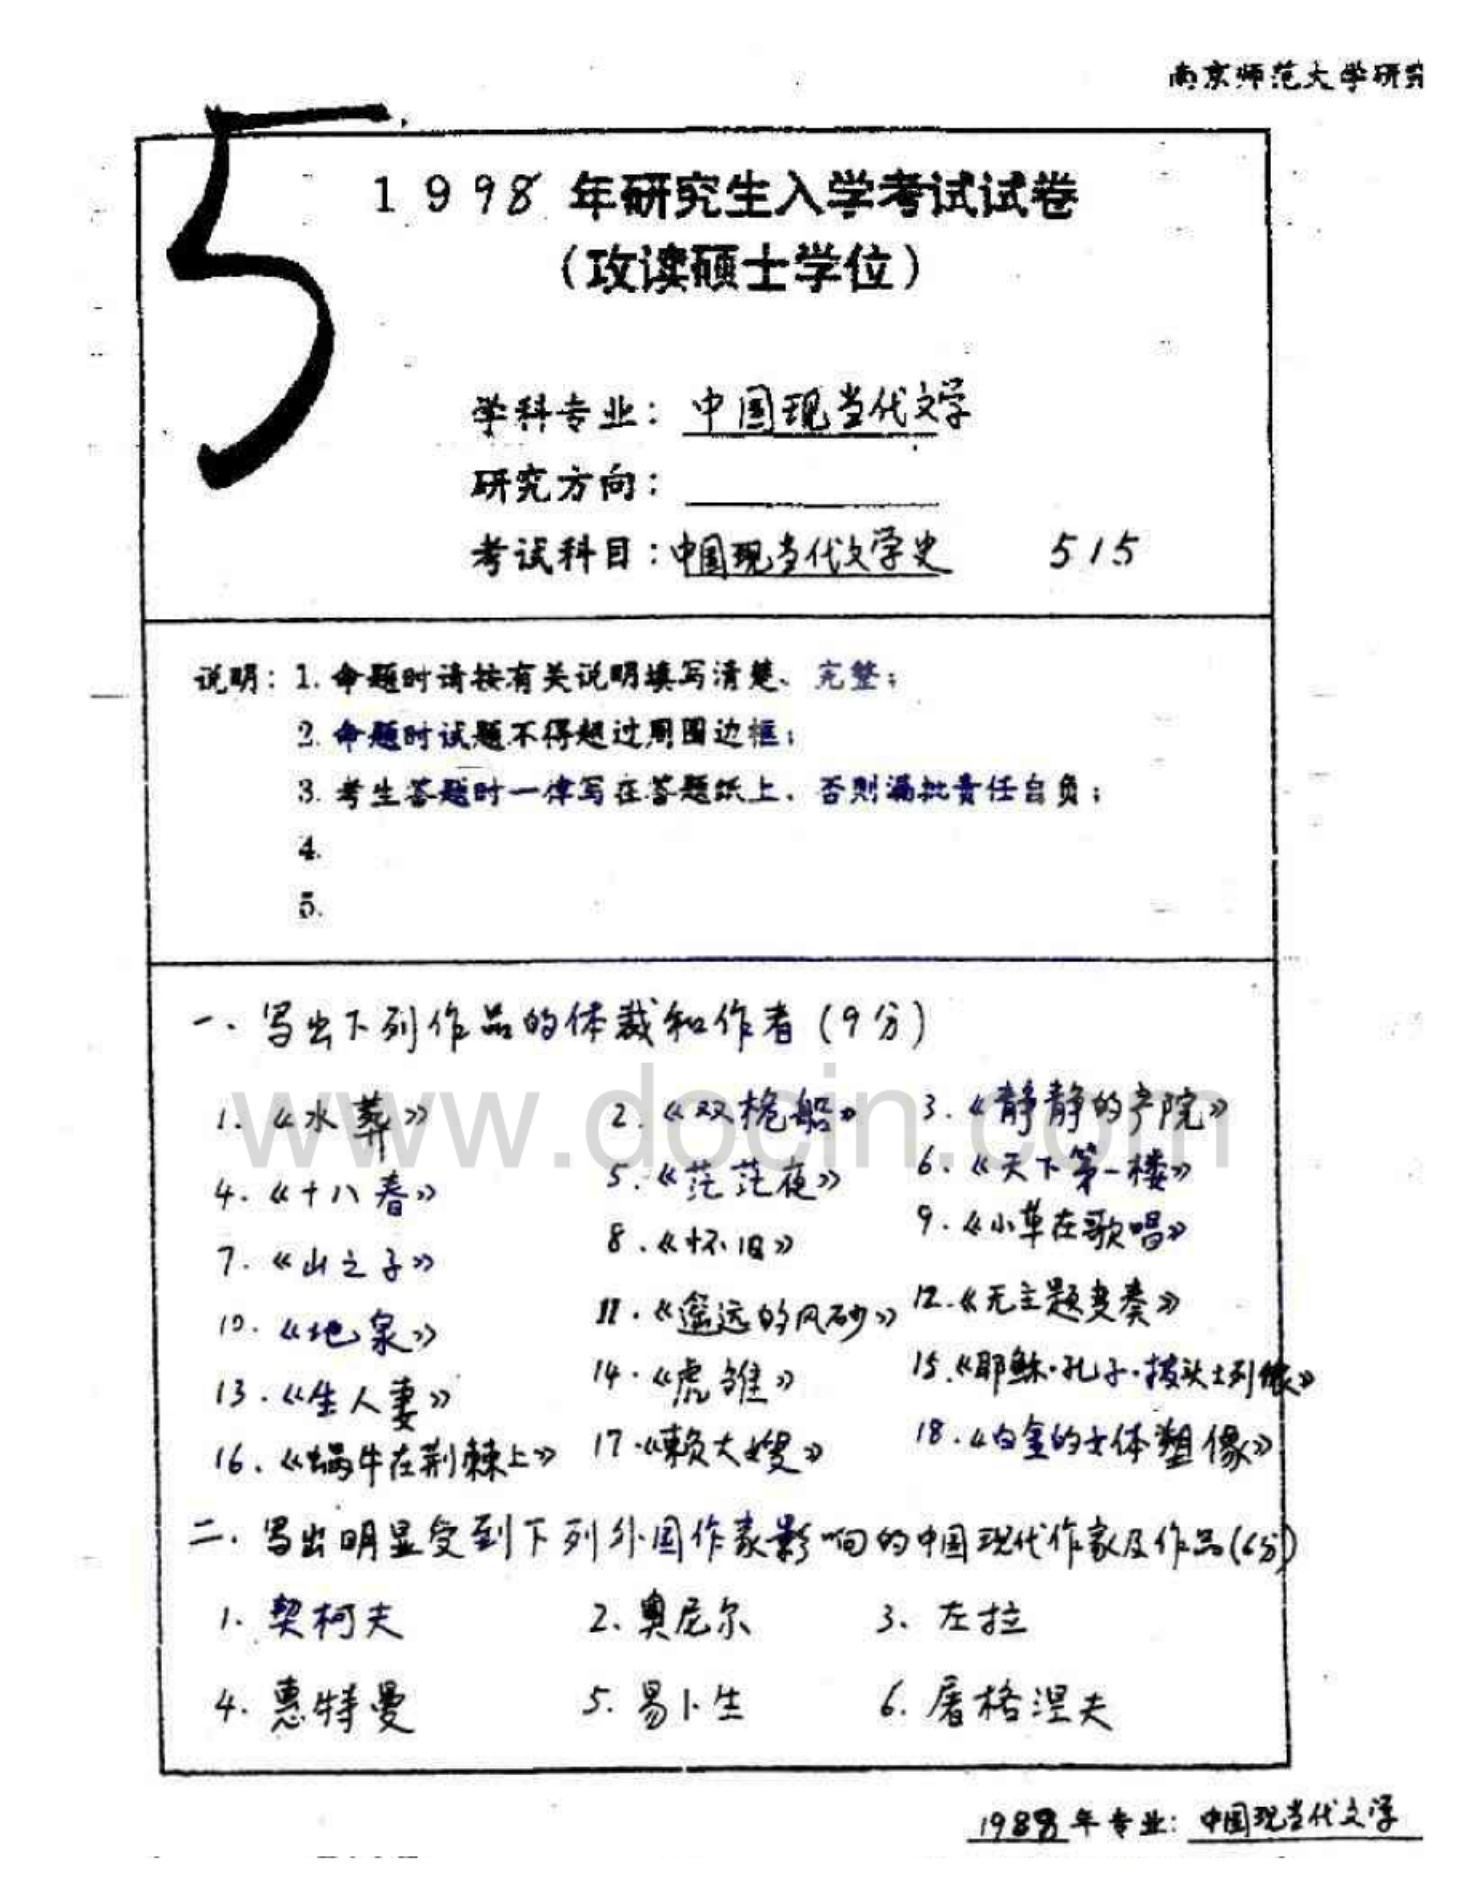 南京师范大学研究
5
1998年研究生入学考试试卷
（攻读硕士学位）
学科专业：中国现当代文学
研究方向：
考试科目：中国现当代文学史 515
说明：1. 命题时请按有关说明填写清楚、完整；
2. 命题时试题不得超过周围边框；
3. 考生答题时一律写在答题纸上，否则漏批责任自负；
4.
5.
一、写出下列作品的体裁和作者（9分）
1.《水葬》 2.《双桅船》 3.《静静的产院》
4.《十八春》 5.《茫茫夜》 6.《天下第一楼》
7.《山之子》 8.《怀旧》 9.《小草在歌唱》
10.《地泉》 11.《遥远的风砂》 12.《无主题变奏》
13.《生人妻》 14.《虎雏》 15.《耶稣·孔子·披头士列侬》
16.《蜗牛在荆棘上》 17.《赖大嫂》 18.《白金的女体塑像》
二、写出明显受到下列外国作家影响的中国现代作家及作品（6分）
1. 契柯夫 2. 奥尼尔 3. 左拉
4. 惠特曼 5. 易卜生 6. 屠格涅夫
1998年专业：中国现当代文学
www.docin.com